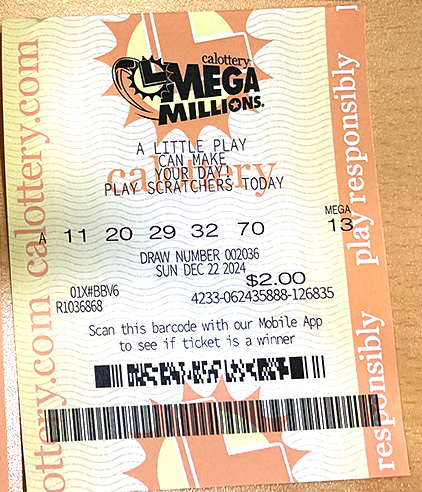 calottery
MEGA
MILLIONS.
A LITTLE PLAY
CAN MAKE
YOUR DAY!
PLAY SCRATCHERS TODAY
calottery
A 11 20 29 32 70
MEGA
13
DRAW NUMBER 002036
SUN DEC 22 2024
$2.00
01X#BBV6
R1036868
4233-062435888-126835
Scan this barcode with our Mobile App
to see if ticket is a winner
ottery.com calottery.com
responsibly play responsibly